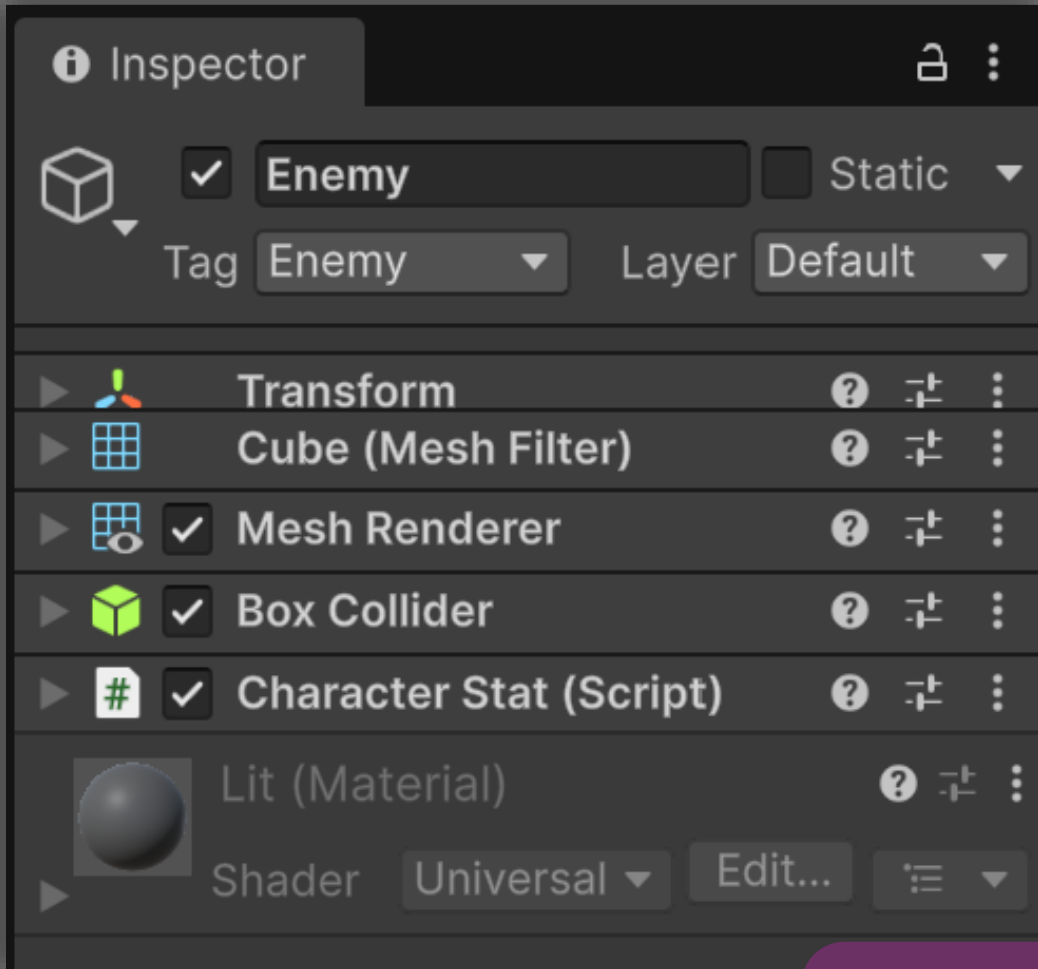 Inspector
Enemy Static
Tag Enemy Layer Default
Transform
Cube (Mesh Filter)
Mesh Renderer
Box Collider
# Character Stat (Script)
Lit (Material)
Shader Universal Edit...